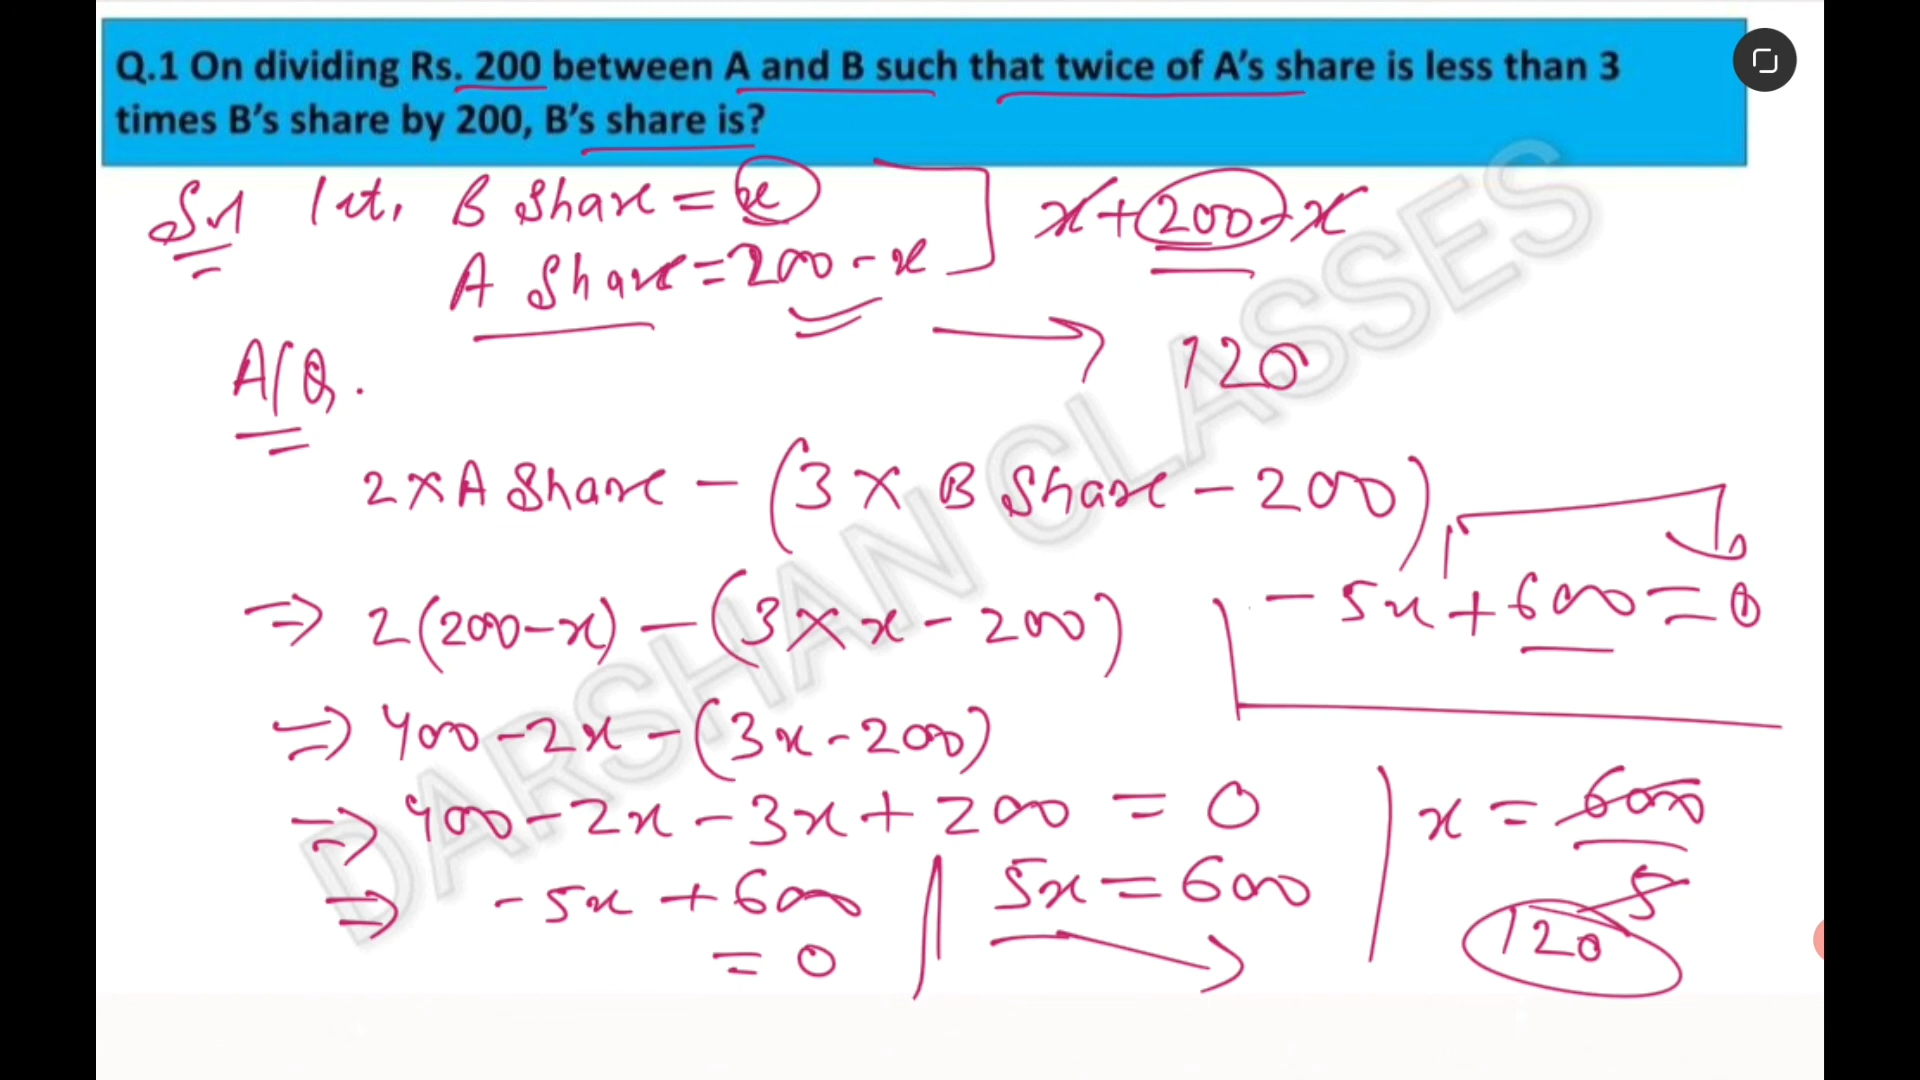 Q.1 On dividing Rs. 200 between A and B such that twice of A's share is less than 3
times B's share by 200, B's share is?
Sol let, B Share = x
A Share = 200 - x
x + 200 - x
120
A/Q.
2 × A Share - (3 × B Share - 200)
⇒ 2(200 - x) - (3 × x - 200)
- 5x + 600 = 0
⇒ 400 - 2x - (3x - 200)
⇒ 400 - 2x - 3x + 200 = 0
⇒ - 5x + 600
= 0
5x = 600
x = 600
5
120
DARSHAN CLASSES